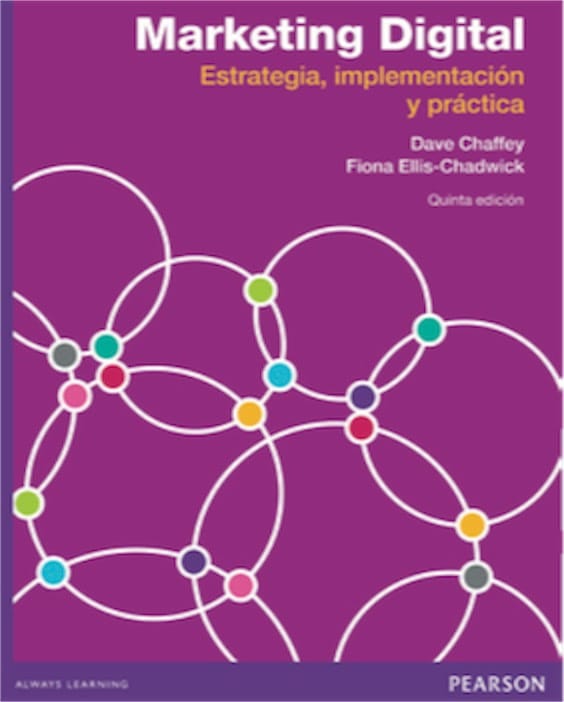 Marketing Digital
Estrategia, implementación
y práctica
Dave Chaffey
Fiona Ellis-Chadwick
Quinta edición
ALWAYS LEARNING
PEARSON